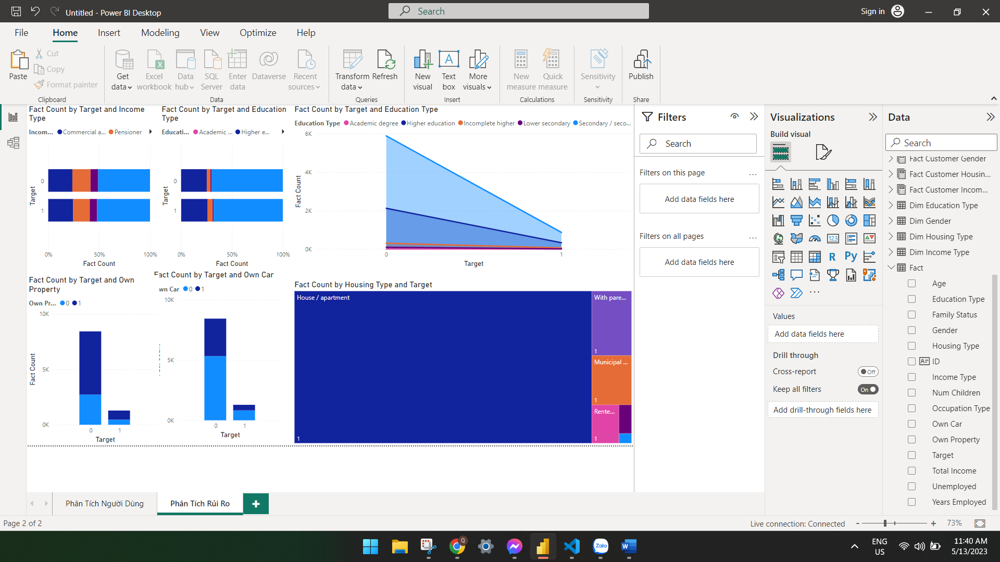 Untitled - Power BI Desktop
Search
Sign in
File
Home
Insert
Modeling
View
Optimize
Help
Paste
Cut
Copy
Format painter
Clipboard
Get data
Excel workbook
Data hub
SQL Server
Enter data
Dataverse
Recent sources
Data
Transform data
Refresh
Queries
New visual
Text box
More visuals
Insert
New measure
Quick measure
Calculations
Sensitivity
Sensitivity
Publish
Share
Fact Count by Target and Income
Type
Incom... Commercial a... Pensioner
Target
0
1
0% 50% 100%
Fact Count
Fact Count by Target and Education
Type
Educati... Academic ... Higher e...
Target
0
1
0% 50% 100%
Fact Count
Fact Count by Target and Education Type
Education Type Academic degree Higher education Incomplete higher Lower secondary Secondary / seco...
6K
4K
2K
0K
Fact Count
0 1
Target
Fact Count by Target and Own
Property
Own Pr... 0 1
10K
5K
0K
Fact Count
0 1
Target
Fact Count by Target and Own Car
wn Car 0 1
10K
5K
0K
0 1
Target
Fact Count by Housing Type and Target
House / apartment
1
With pare...
1
Municipal ...
1
Rente...
1
Filters
Search
Filters on this page
...
Add data fields here
Filters on all pages
...
Add data fields here
Visualizations
Build visual
123
R
Py
...
Values
Add data fields here
Drill through
Cross-report
Off
Keep all filters
On
Add drill-through fields here
Data
Search
Fact Customer Gender
Fact Customer Housin...
Fact Customer Incom...
Dim Education Type
Dim Gender
Dim Housing Type
Dim Income Type
Fact
Age
Education Type
Family Status
Gender
Housing Type
ID
Income Type
Num Children
Occupation Type
Own Car
Own Property
Target
Total Income
Unemployed
Years Employed
Phân Tích Người Dùng
Phân Tích Rủi Ro
Page 2 of 2
Live connection: Connected
- + 73%
Q
Zalo
W
ENG
US
11:40 AM
5/13/2023